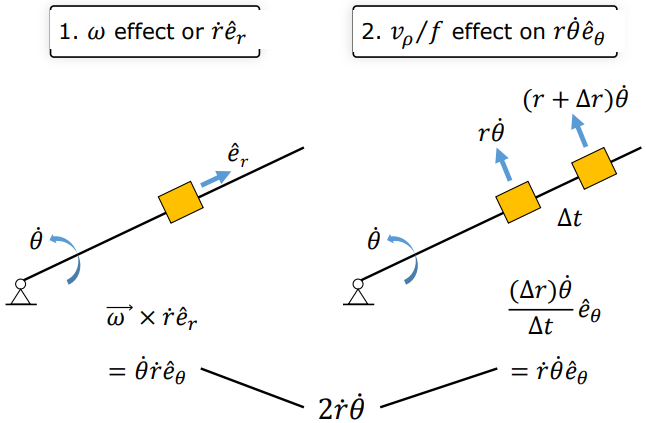 1. ω effect or ṙê_r
2. v_ρ/f effect on rθ̇ê_θ
ê_r
θ̇
ω⃗ × ṙê_r
= θ̇ṙê_θ
(r + Δr)θ̇
rθ̇
Δt
θ̇
(Δr)θ̇
Δt
ê_θ
= ṙθ̇ê_θ
2ṙθ̇